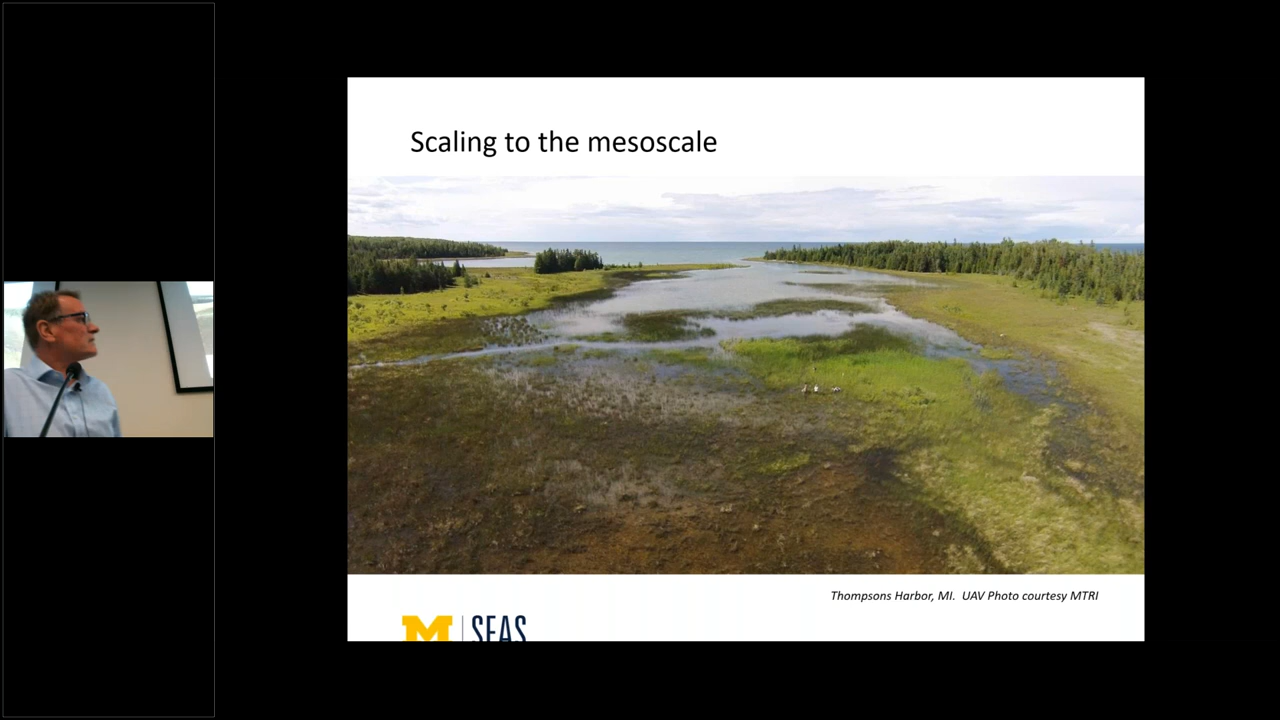 Scaling to the mesoscale
Thompsons Harbor, MI. UAV Photo courtesy MTRI
M SEAS